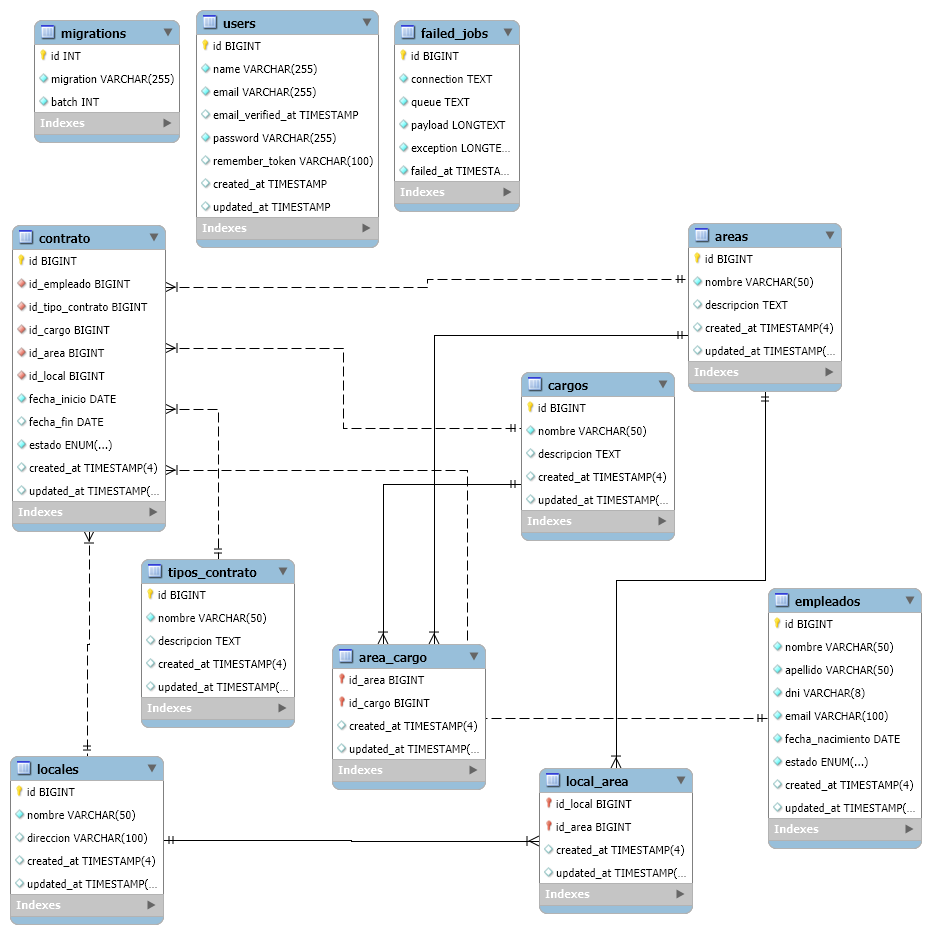 migrations
id INT
migration VARCHAR(255)
batch INT
Indexes
users
id BIGINT
name VARCHAR(255)
email VARCHAR(255)
email_verified_at TIMESTAMP
password VARCHAR(255)
remember_token VARCHAR(100)
created_at TIMESTAMP
updated_at TIMESTAMP
Indexes
failed_jobs
id BIGINT
connection TEXT
queue TEXT
payload LONGTEXT
exception LONGTE...
failed_at TIMESTA...
Indexes
contrato
id BIGINT
id_empleado BIGINT
id_tipo_contrato BIGINT
id_cargo BIGINT
id_area BIGINT
id_local BIGINT
fecha_inicio DATE
fecha_fin DATE
estado ENUM(...)
created_at TIMESTAMP(4)
updated_at TIMESTAMP(...
Indexes
areas
id BIGINT
nombre VARCHAR(50)
descripcion TEXT
created_at TIMESTAMP(4)
updated_at TIMESTAMP(...
Indexes
cargos
id BIGINT
nombre VARCHAR(50)
descripcion TEXT
created_at TIMESTAMP(4)
updated_at TIMESTAMP(...
Indexes
tipos_contrato
id BIGINT
nombre VARCHAR(50)
descripcion TEXT
created_at TIMESTAMP(4)
updated_at TIMESTAMP(...
Indexes
empleados
id BIGINT
nombre VARCHAR(50)
apellido VARCHAR(50)
dni VARCHAR(8)
email VARCHAR(100)
fecha_nacimiento DATE
estado ENUM(...)
created_at TIMESTAMP(4)
updated_at TIMESTAMP(...
Indexes
area_cargo
id_area BIGINT
id_cargo BIGINT
created_at TIMESTAMP(4)
updated_at TIMESTAMP(...
Indexes
locales
id BIGINT
nombre VARCHAR(50)
direccion VARCHAR(100)
created_at TIMESTAMP(4)
updated_at TIMESTAMP(...
Indexes
local_area
id_local BIGINT
id_area BIGINT
created_at TIMESTAMP(4)
updated_at TIMESTAMP(...
Indexes